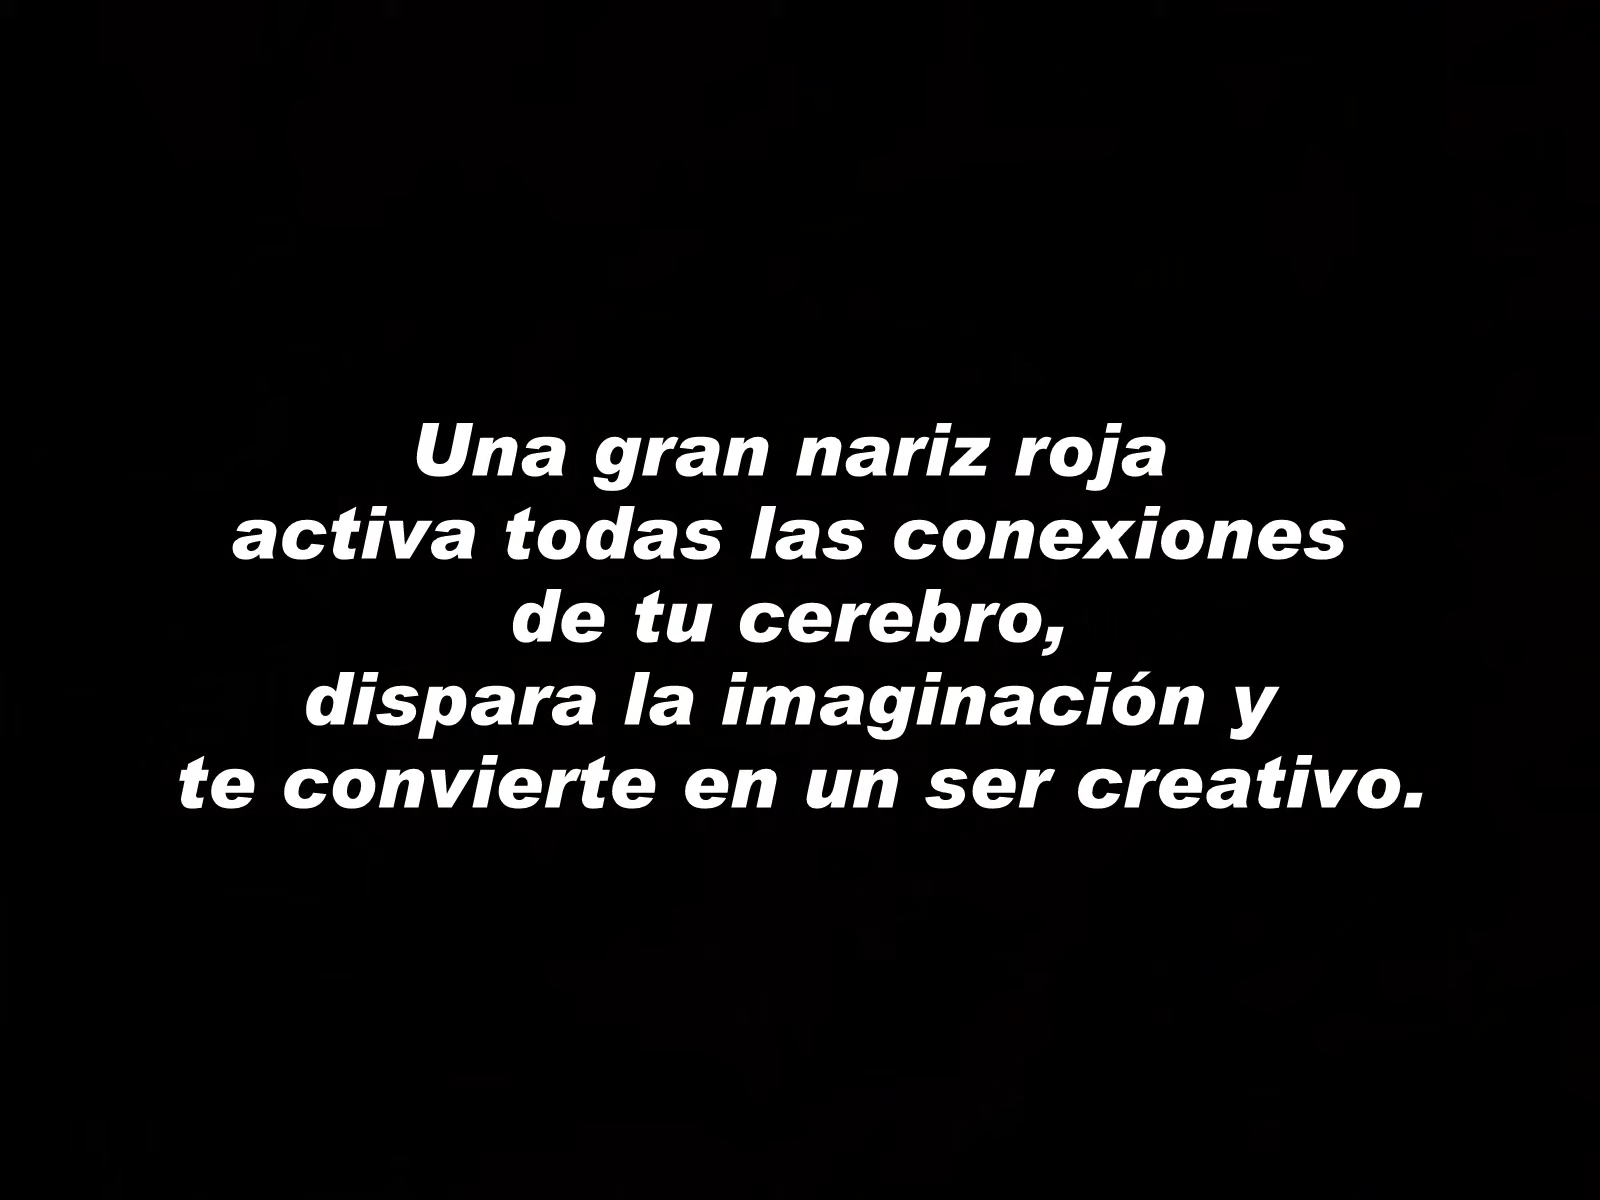 Una gran nariz roja
activa todas las conexiones
de tu cerebro,
dispara la imaginación y
te convierte en un ser creativo.